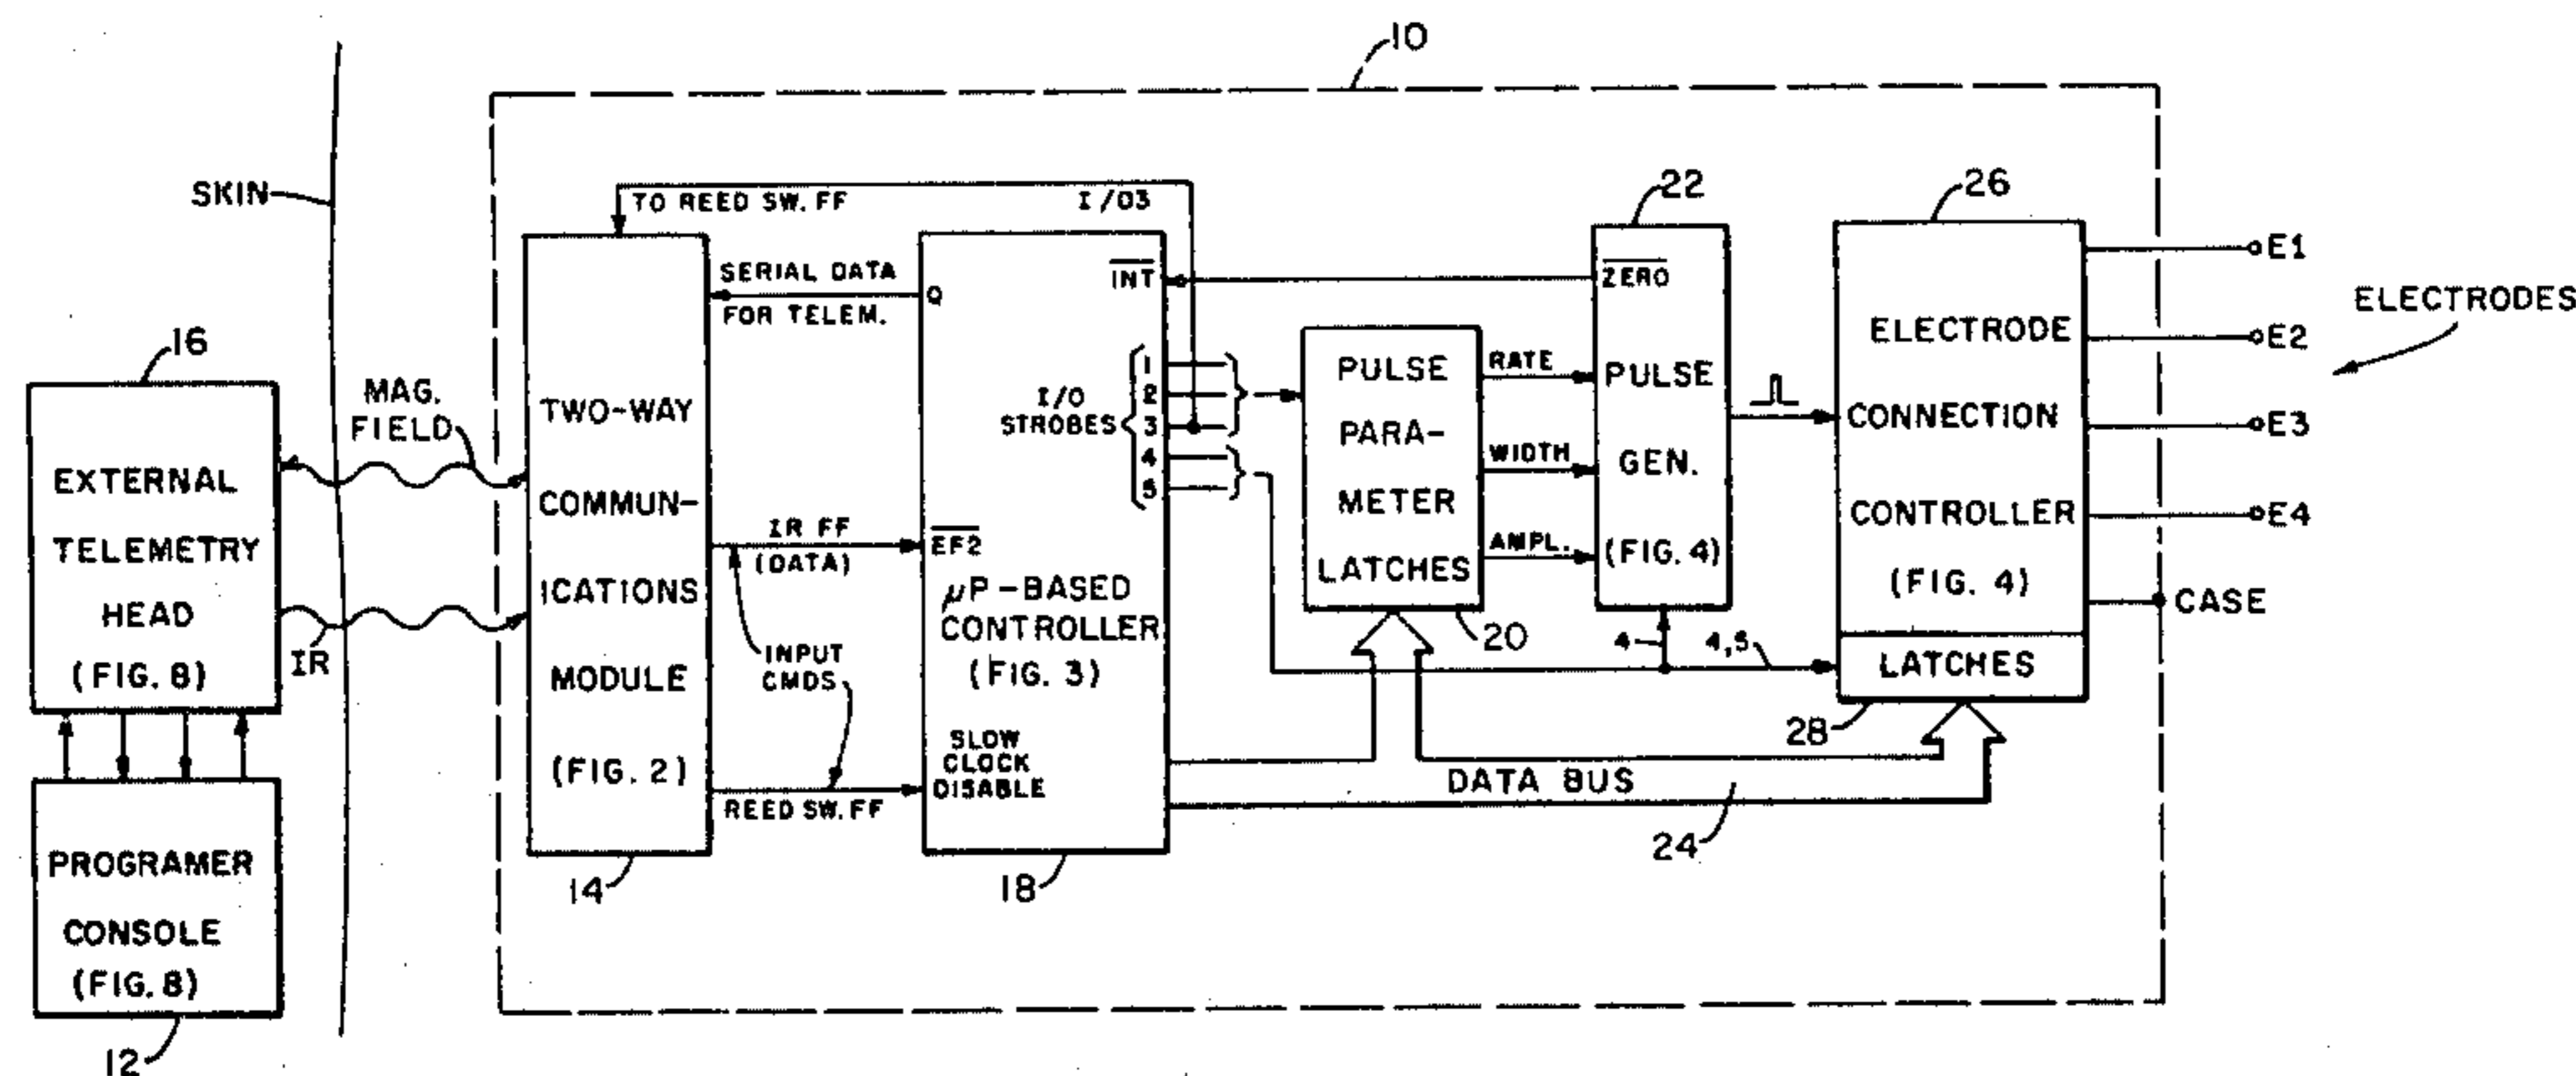 10
SKIN
16
EXTERNAL
TELEMETRY
HEAD
(FIG. 8)
MAG.
FIELD
IR
PROGRAMER
CONSOLE
(FIG. 8)
12
TO REED SW. FF
I/O3
TWO-WAY
COMMUN-
ICATIONS
MODULE
(FIG. 2)
14
SERIAL DATA
FOR TELEM.
IR FF
(DATA)
INPUT
CMDS
REED SW. FF
Q
INT
I/O
STROBES
1
2
3
4
5
EF2
μP-BASED
CONTROLLER
(FIG. 3)
SLOW
CLOCK
DISABLE
18
PULSE
PARA-
METER
LATCHES
20
RATE
WIDTH
AMPL.
22
ZERO
PULSE
GEN.
(FIG. 4)
4
4,5
26
ELECTRODE
CONNECTION
CONTROLLER
(FIG. 4)
LATCHES
28
DATA BUS
24
E1
E2
E3
E4
CASE
ELECTRODES